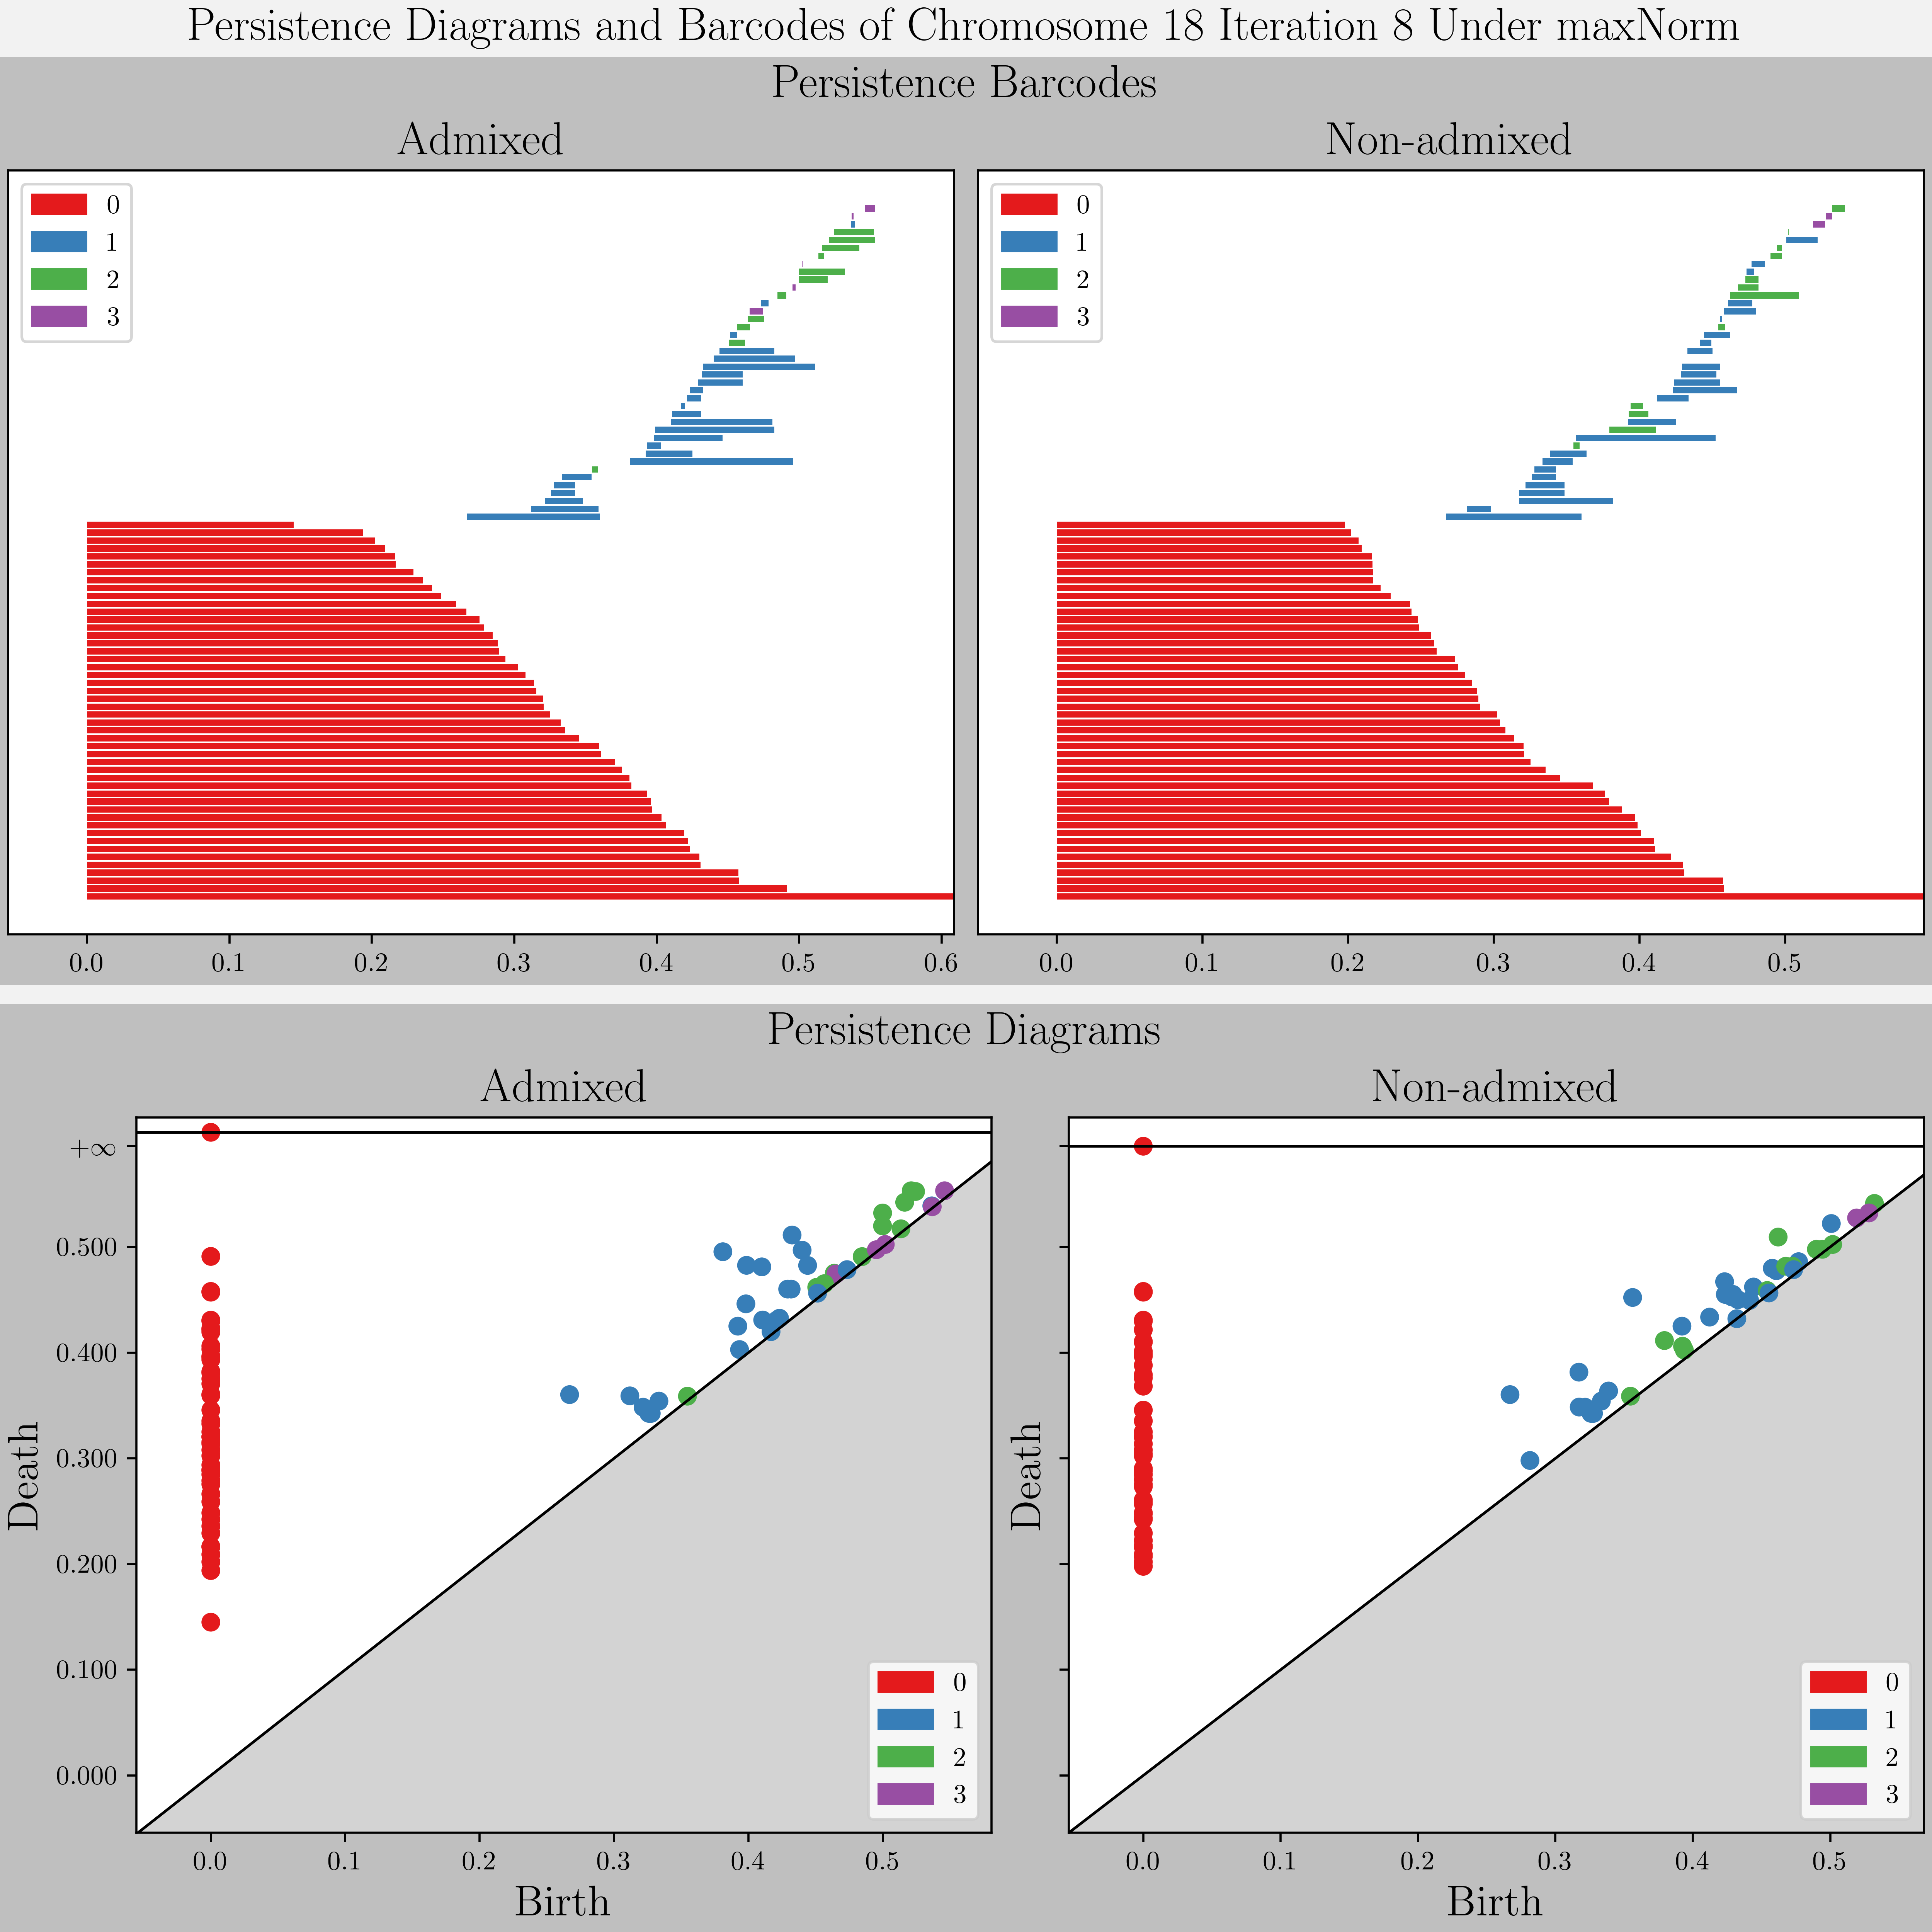 Persistence Diagrams and Barcodes of Chromosome 18 Iteration 8 Under maxNorm
Persistence Barcodes
Admixed
0
1
2
3
0.0 0.1 0.2 0.3 0.4 0.5 0.6
Non-admixed
0
1
2
3
0.0 0.1 0.2 0.3 0.4 0.5
Persistence Diagrams
Admixed
Death
+∞
0.500
0.400
0.300
0.200
0.100
0.000
0
1
2
3
0.0 0.1 0.2 0.3 0.4 0.5
Birth
Non-admixed
Death
0
1
2
3
0.0 0.1 0.2 0.3 0.4 0.5
Birth